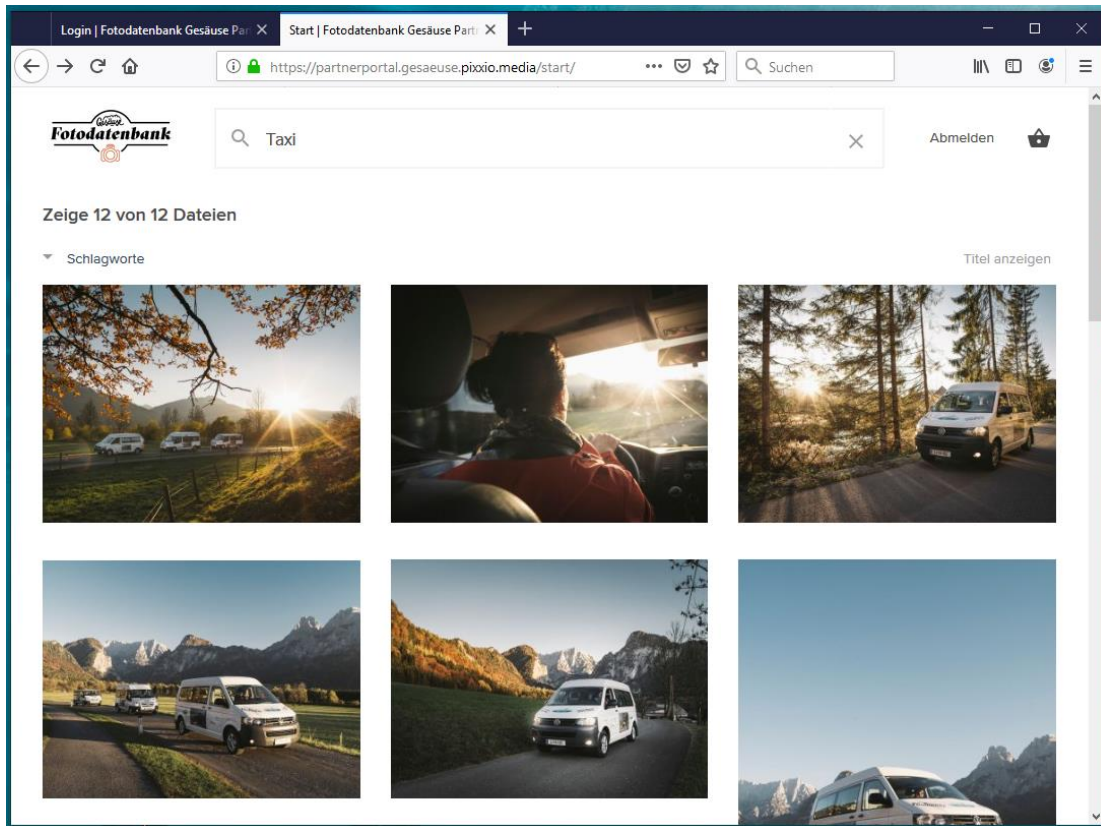 Login | Fotodatenbank Gesäuse Par
Start | Fotodatenbank Gesäuse Part
https://partnerportal.gesaeuse.pixxio.media/start/
Suchen
Gesäuse
Fotodatenbank
Taxi
Abmelden
Zeige 12 von 12 Dateien
Schlagworte
Titel anzeigen